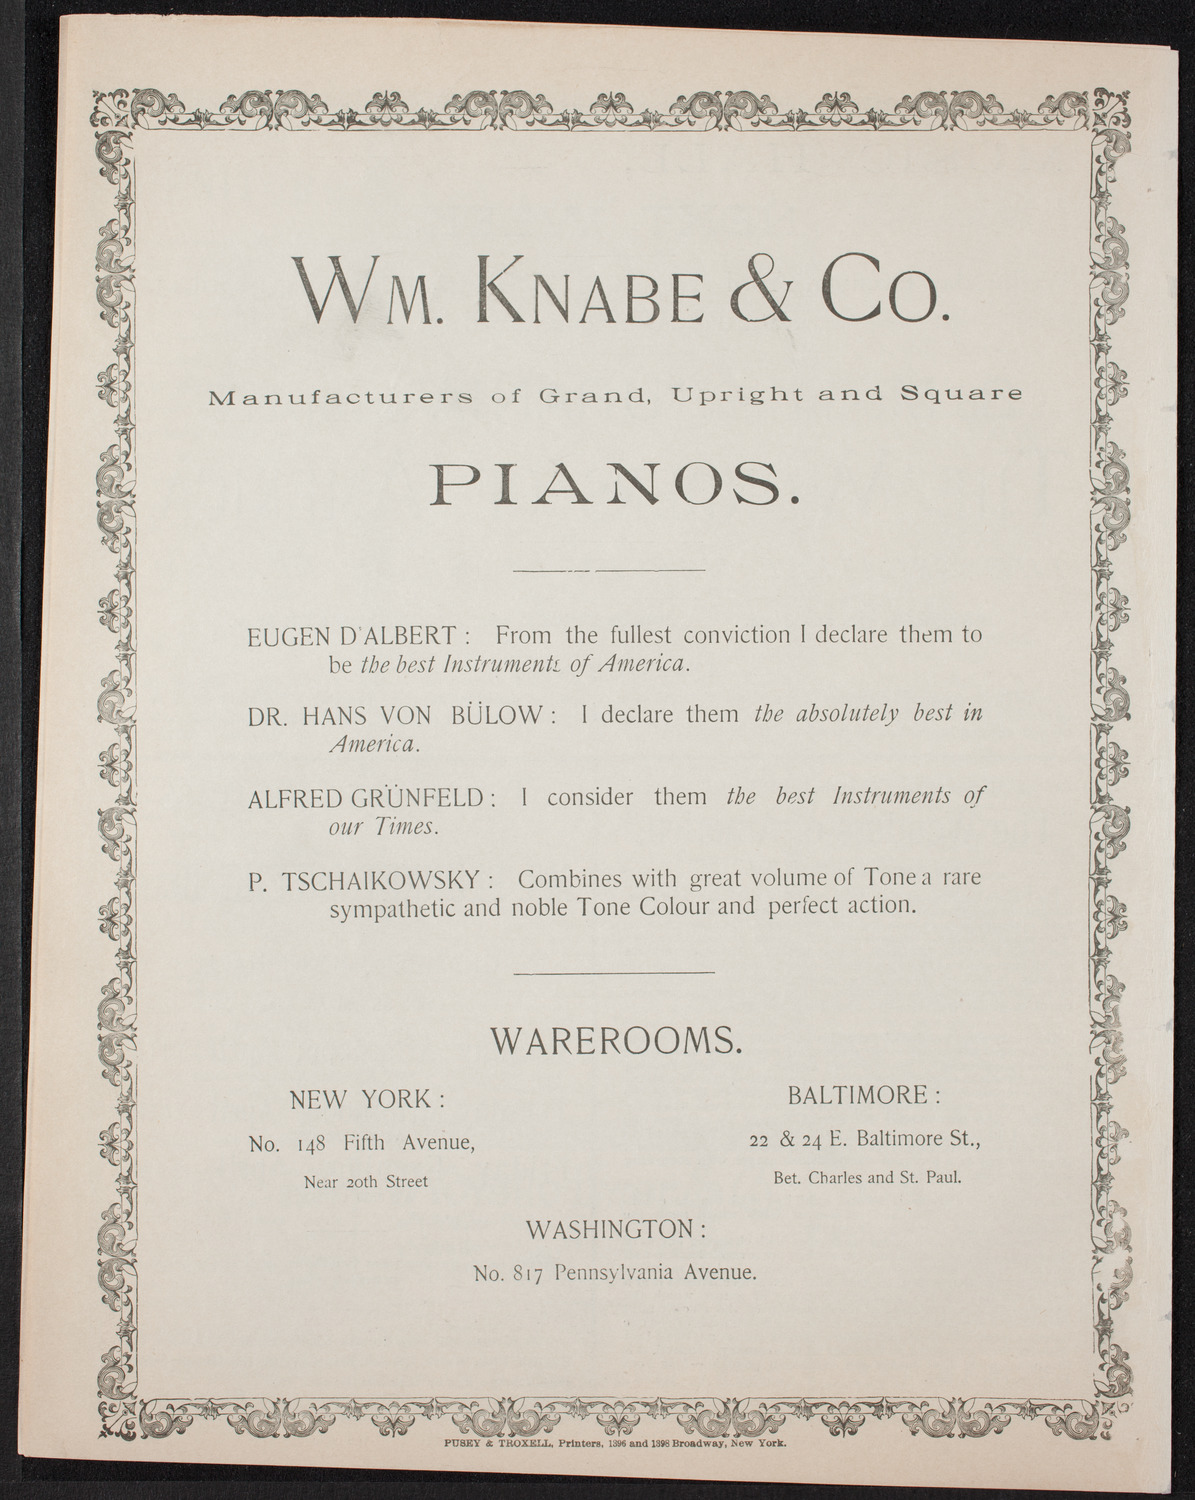 WM. KNABE & CO.
Manufacturers of Grand, Upright and Square
PIANOS.
EUGEN D'ALBERT : From the fullest conviction I declare them to
be the best Instruments of America.
DR. HANS VON BÜLOW : I declare them the absolutely best in
America.
ALFRED GRÜNFELD : I consider them the best Instruments of
our Times.
P. TSCHAIKOWSKY : Combines with great volume of Tone a rare
sympathetic and noble Tone Colour and perfect action.
WAREROOMS.
NEW YORK :
No. 148 Fifth Avenue,
Near 20th Street
BALTIMORE :
22 & 24 E. Baltimore St.,
Bet. Charles and St. Paul.
WASHINGTON :
No. 817 Pennsylvania Avenue.
PUSEY & TROXELL, Printers, 1396 and 1398 Broadway, New York.